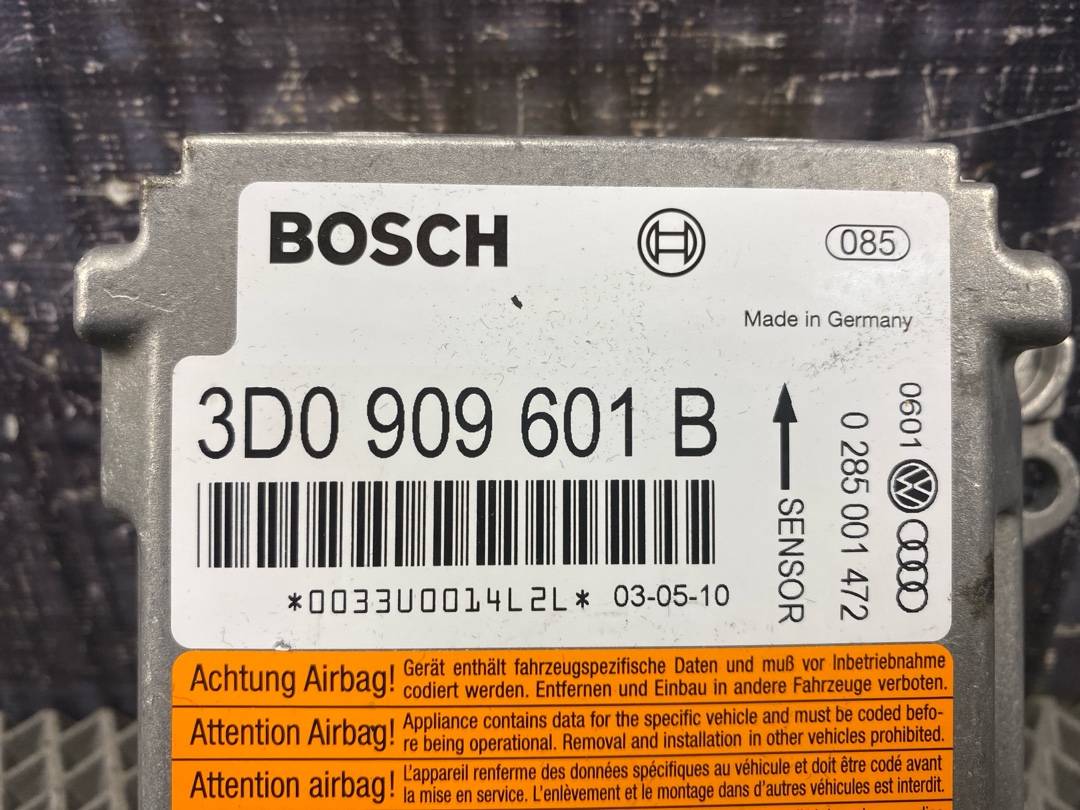 BOSCH
085
Made in Germany
3D0 909 601 B
*0033U0014L2L* 03-05-10
SENSOR
0 285 001 472
0601
Achtung Airbag! Gerät enthält fahrzeugspezifische Daten und muß vor Inbetriebnahme
codiert werden. Entfernen und Einbau in andere Fahrzeuge verboten.
Attention Airbag! Appliance contains data for the specific vehicle and must be coded befo-
re being operational. Removal and installation in other vehicles prohibited.
Attention airbag! L'appareil renferme des données spécifiques au véhicule et doit être codé avant
la mise en service. L'enlèvement et le montage dans d'autres véhicules est interdit.